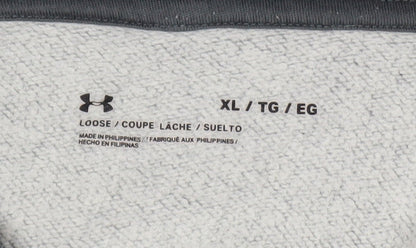 XL / TG / EG
LOOSE / COUPE LÂCHE / SUELTO
MADE IN PHILIPPINES / FABRIQUÉ AUX PHILIPPINES /
HECHO EN FILIPINAS